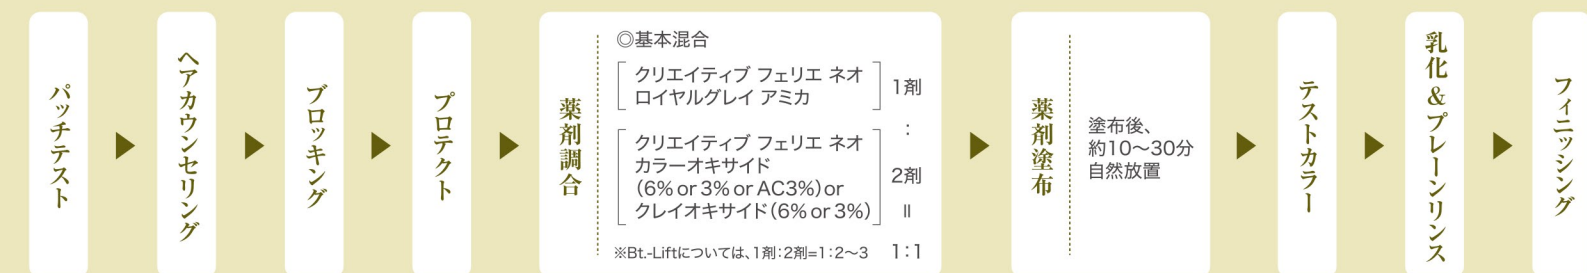 パッチテスト
ヘアカウンセリング
ブロッキング
プロテクト
薬剤調合
◎基本混合
クリエイティブ フェリエ ネオ
ロイヤルグレイ アミカ
1剤
:
クリエイティブ フェリエ ネオ
カラーオキサイド
(6% or 3% or AC3%)or
クレイオキサイド(6% or 3%)
2剤
॥
※Bt.-Liftについては、1剤:2剤=1:2〜3
1:1
薬剤塗布
塗布後、
約10〜30分
自然放置
テストカラー
乳化&プレーンリンス
フィニッシング